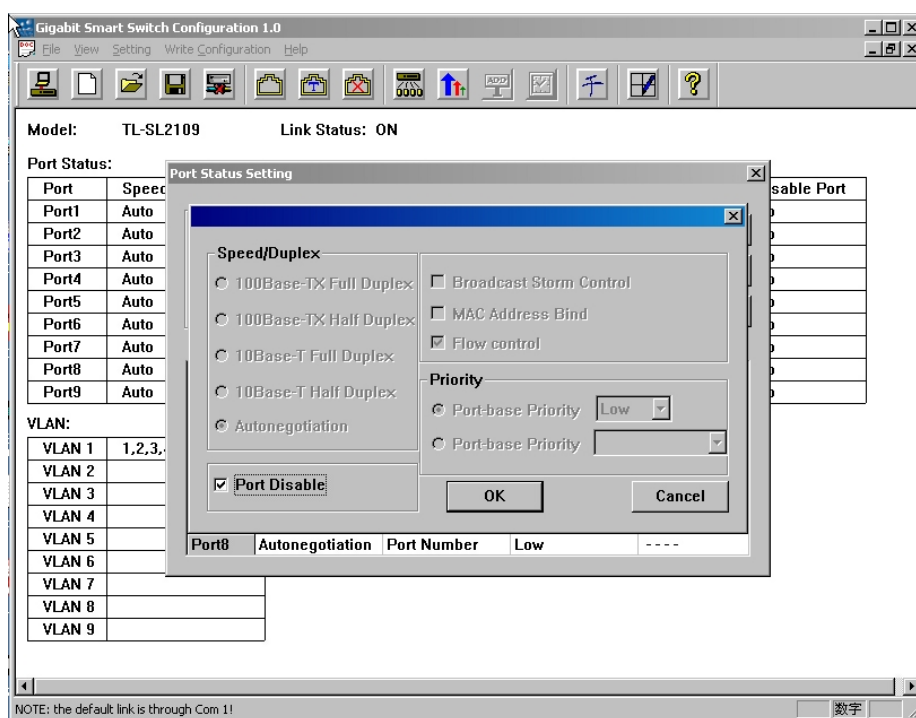 Gigabit Smart Switch Configuration 1.0
File View Setting Write Configuration Help
ADD
千
Model: TL-SL2109 Link Status: ON
Port Status:
Port Status Setting
Port
Port1 Auto
Port2 Auto
Port3 Auto
Port4 Auto
Port5 Auto
Port6 Auto
Port7 Auto
Port8 Auto
Port9 Auto
Speed/Duplex
100Base-TX Full Duplex
100Base-TX Half Duplex
10Base-T Full Duplex
10Base-T Half Duplex
Autonegotiation
Port Disable
Broadcast Storm Control
MAC Address Bind
Flow control
Priority
Port-base Priority Low
Port-base Priority
OK Cancel
Port8 Autonegotiation Port Number Low ----
VLAN:
VLAN 1 1,2,3,
VLAN 2
VLAN 3
VLAN 4
VLAN 5
VLAN 6
VLAN 7
VLAN 8
VLAN 9
NOTE: the default link is through Com 1! 数字